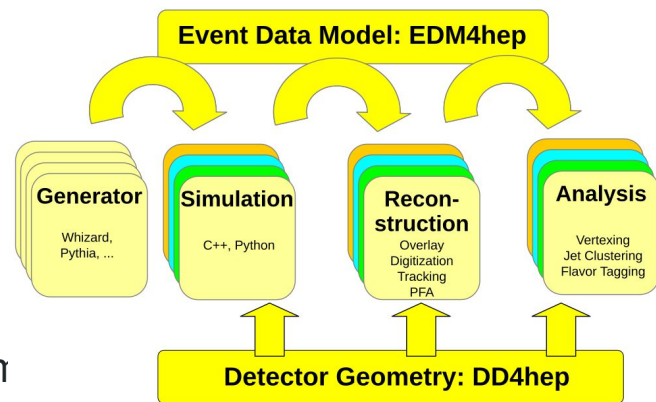 Event Data Model: EDM4hep
Generator
Whizard,
Pythia, ...
Simulation
C++, Python
Recon-
struction
Overlay
Digitization
Tracking
PFA
Analysis
Vertexing
Jet Clustering
Flavor Tagging
Detector Geometry: DD4hep